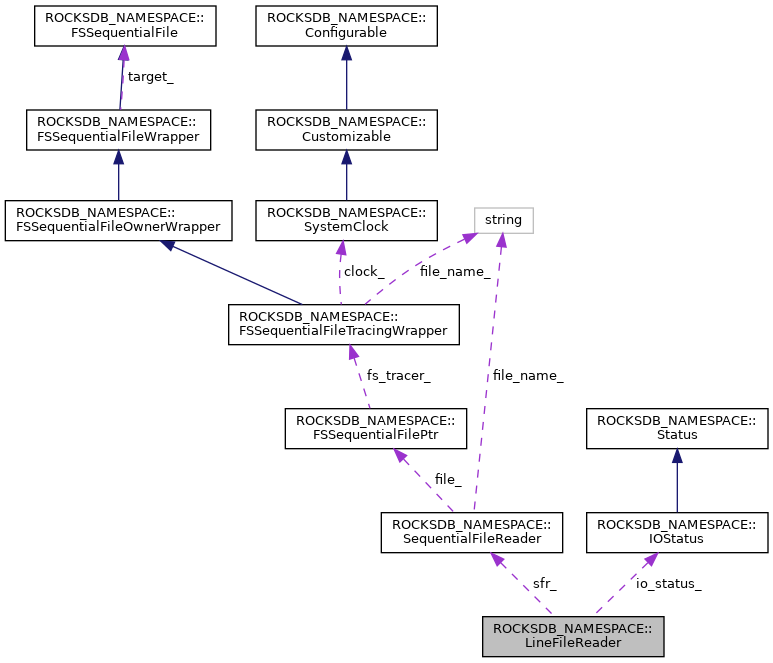 ROCKSDB_NAMESPACE::
FSSequentialFile
ROCKSDB_NAMESPACE::
Configurable
target_
ROCKSDB_NAMESPACE::
FSSequentialFileWrapper
ROCKSDB_NAMESPACE::
Customizable
ROCKSDB_NAMESPACE::
FSSequentialFileOwnerWrapper
ROCKSDB_NAMESPACE::
SystemClock
string
clock_
file_name_
ROCKSDB_NAMESPACE::
FSSequentialFileTracingWrapper
fs_tracer_
file_name_
ROCKSDB_NAMESPACE::
FSSequentialFilePtr
ROCKSDB_NAMESPACE::
Status
file_
ROCKSDB_NAMESPACE::
SequentialFileReader
ROCKSDB_NAMESPACE::
IOStatus
sfr_
io_status_
ROCKSDB_NAMESPACE::
LineFileReader